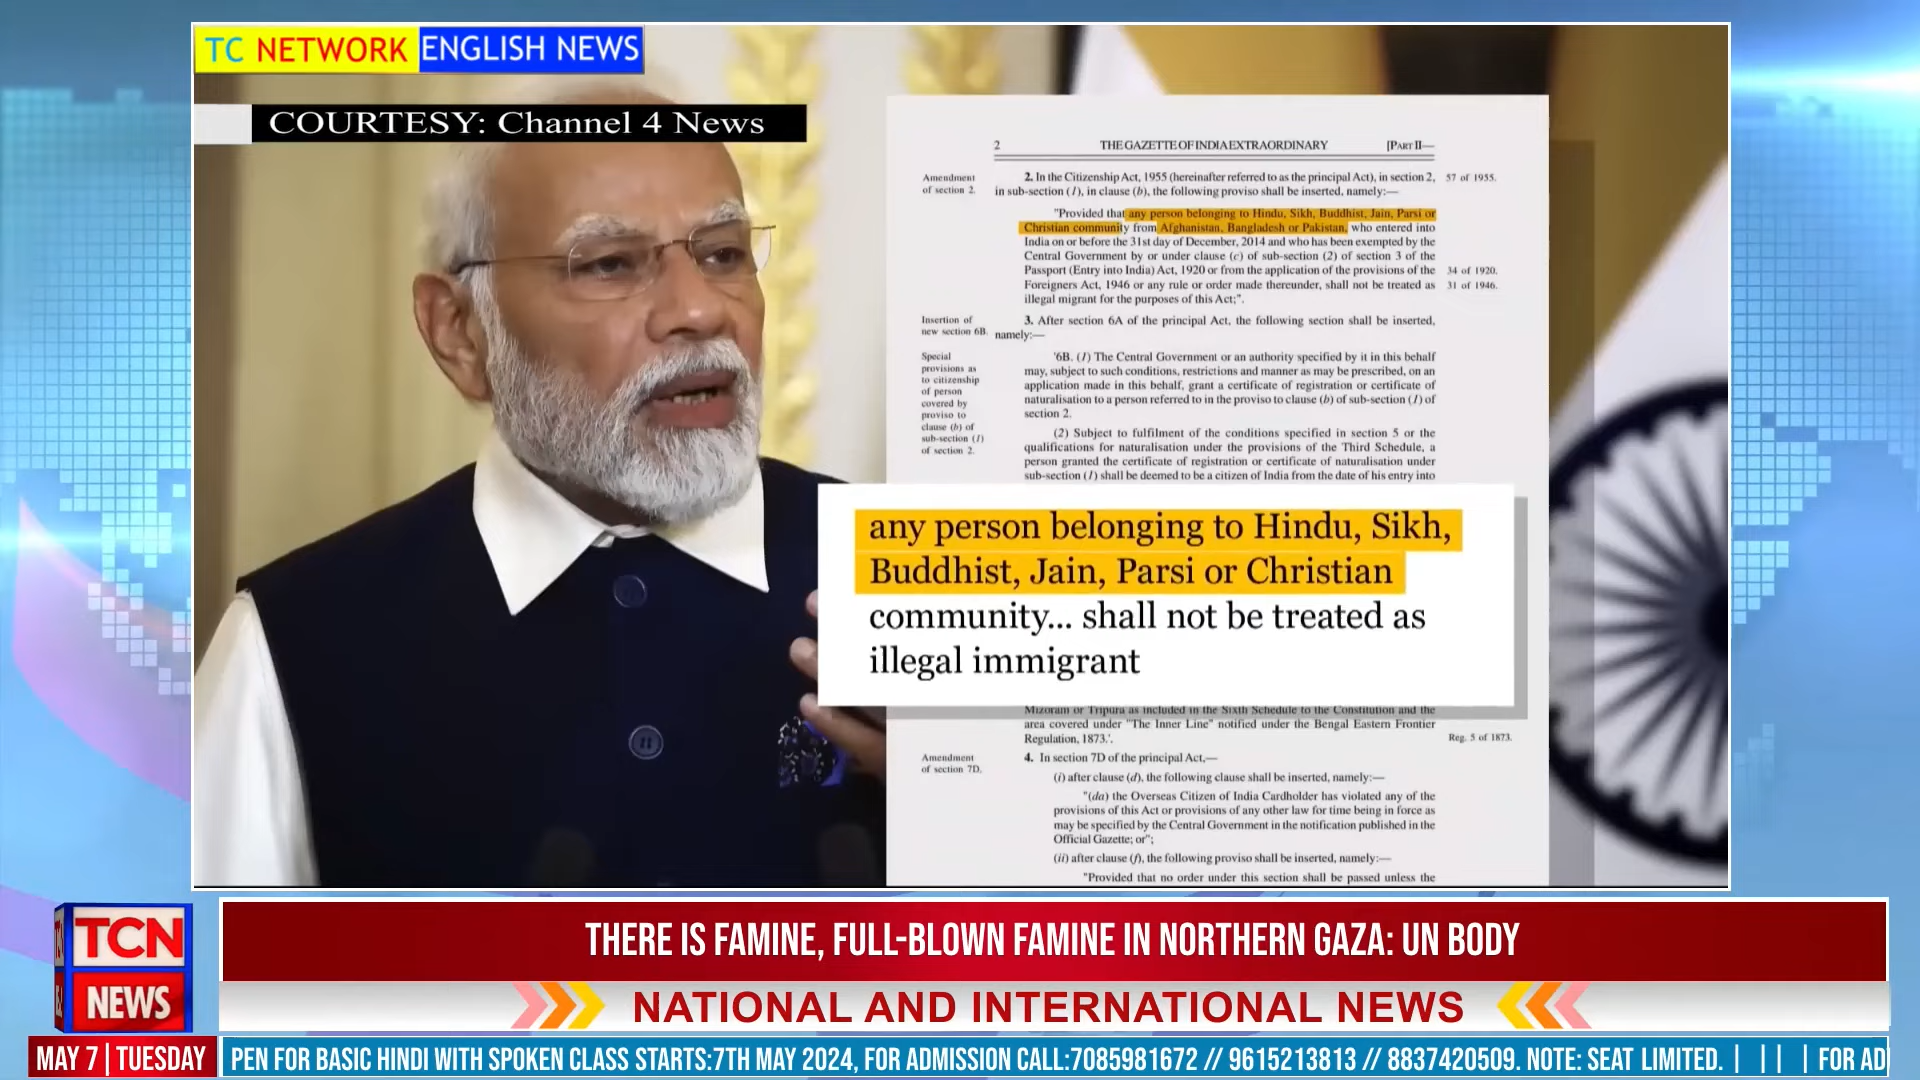 TC NETWORK ENGLISH NEWS
COURTESY: Channel 4 News
2 THE GAZETTE OF INDIA EXTRAORDINARY [PART II—
Amendment
of section 2.
2. In the Citizenship Act, 1955 (hereinafter referred to as the principal Act), in section 2,
in sub-section (1), in clause (b), the following proviso shall be inserted, namely:—
57 of 1955.
"Provided that any person belonging to Hindu, Sikh, Buddhist, Jain, Parsi or
Christian community from Afghanistan, Bangladesh or Pakistan, who entered into
India on or before the 31st day of December, 2014 and who has been exempted by the
Central Government by or under clause (c) of sub-section (2) of section 3 of the
Passport (Entry into India) Act, 1920 or from the application of the provisions of the
Foreigners Act, 1946 or any rule or order made thereunder, shall not be treated as
illegal migrant for the purposes of this Act;".
34 of 1920.
31 of 1946.
Insertion of
new section 6B.
3. After section 6A of the principal Act, the following section shall be inserted,
namely:—
Special
provisions as
to citizenship
of person
covered by
proviso to
clause (b) of
sub-section (1)
of section 2.
'6B. (1) The Central Government or an authority specified by it in this behalf
may, subject to such conditions, restrictions and manner as may be prescribed, on an
application made in this behalf, grant a certificate of registration or certificate of
naturalisation to a person referred to in the proviso to clause (b) of sub-section (1) of
section 2.
(2) Subject to fulfilment of the conditions specified in section 5 or the
qualifications for naturalisation under the provisions of the Third Schedule, a
person granted the certificate of registration or certificate of naturalisation under
sub-section (1) shall be deemed to be a citizen of India from the date of his entry into
any person belonging to Hindu, Sikh,
Buddhist, Jain, Parsi or Christian
community... shall not be treated as
illegal immigrant
Mizoram or Tripura as included in the Sixth Schedule to the Constitution and the
area covered under "The Inner Line" notified under the Bengal Eastern Frontier
Regulation, 1873.'.
Reg. 5 of 1873.
Amendment
of section 7D.
4. In section 7D of the principal Act,—
(i) after clause (d), the following clause shall be inserted, namely:—
"(da) the Overseas Citizen of India Cardholder has violated any of the
provisions of this Act or provisions of any other law for time being in force as
may be specified by the Central Government in the notification published in the
Official Gazette; or";
(ii) after clause (f), the following proviso shall be inserted, namely:—
"Provided that no order under this section shall be passed unless the
TCN
NEWS
THERE IS FAMINE, FULL-BLOWN FAMINE IN NORTHERN GAZA: UN BODY
NATIONAL AND INTERNATIONAL NEWS
MAY 7 | TUESDAY
PEN FOR BASIC HINDI WITH SPOKEN CLASS STARTS:7TH MAY 2024, FOR ADMISSION CALL:7085981672 // 9615213813 // 8837420509. NOTE: SEAT LIMITED. | | | | FOR AD